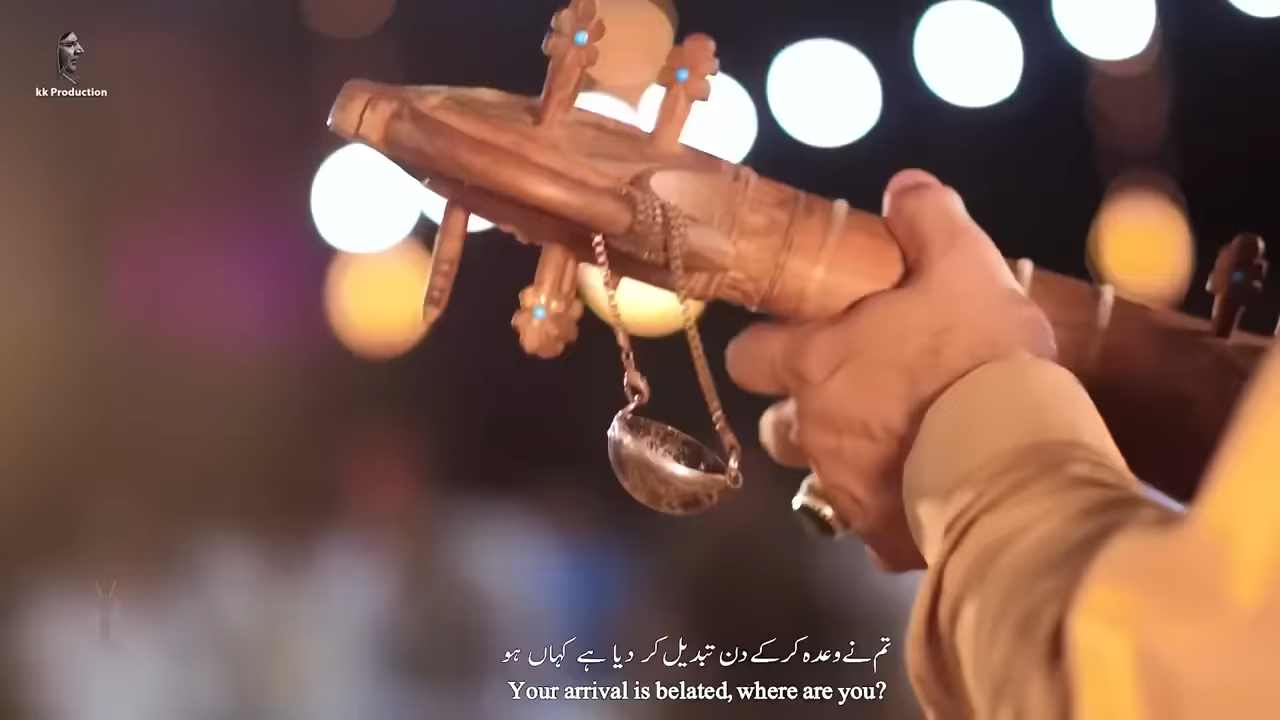 kk Production
تم نے وعدہ کر کے دن تبدیل کر دیا ہے کہاں ہو
Your arrival is belated, where are you?